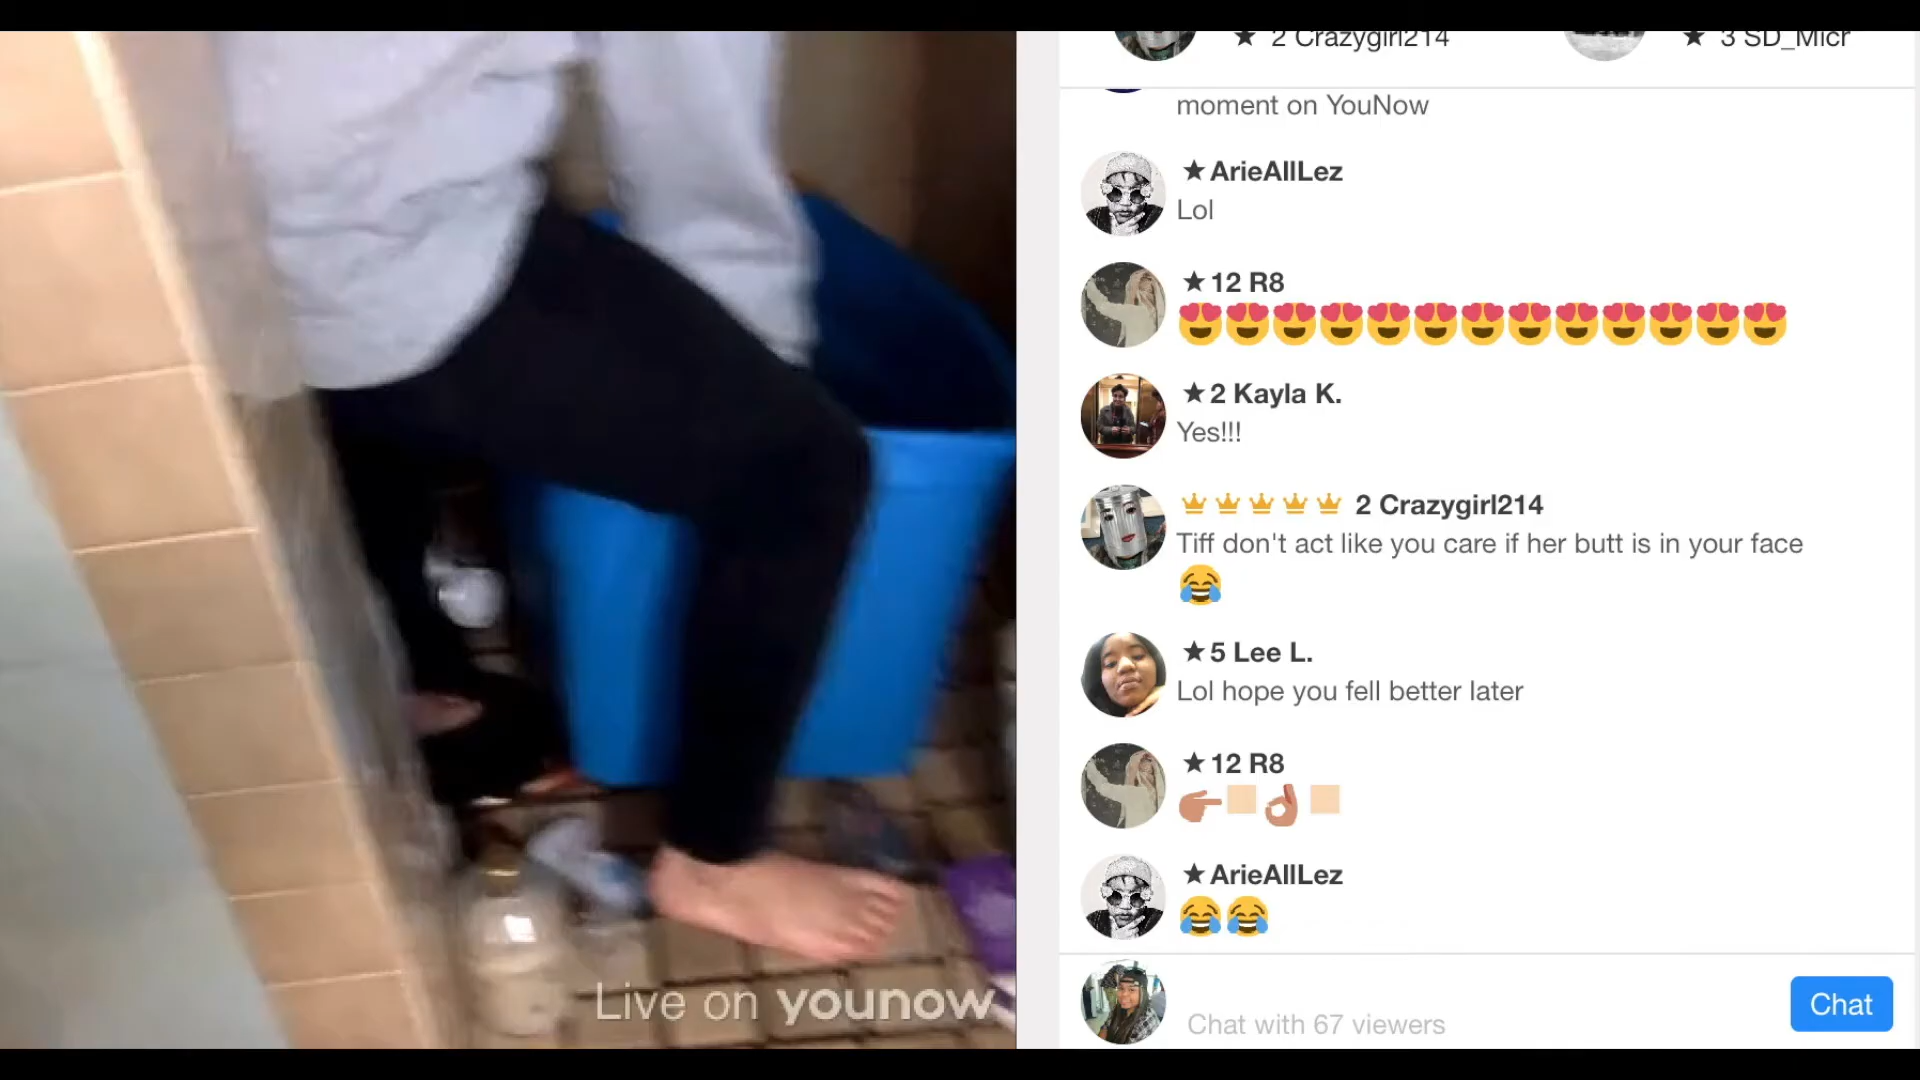 2 Crazygirl214
3 SD_Micr
moment on YouNow
ArieAllLez
Lol
12 R8
2 Kayla K.
Yes!!!
2 Crazygirl214
Tiff don't act like you care if her butt is in your face
5 Lee L.
Lol hope you fell better later
12 R8
ArieAllLez
Live on younow
Chat with 67 viewers
Chat